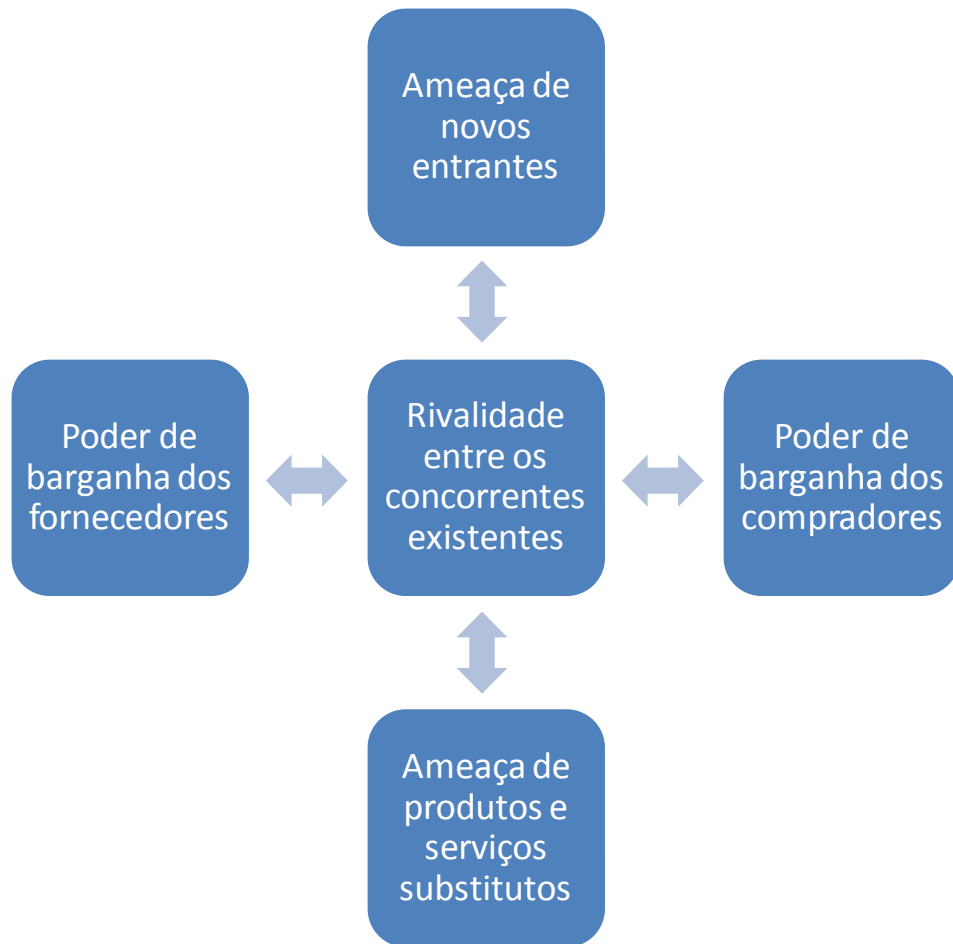 Ameaça de
novos
entrantes
Poder de
barganha dos
fornecedores
Rivalidade
entre os
concorrentes
existentes
Poder de
barganha dos
compradores
Ameaça de
produtos e
serviços
substitutos